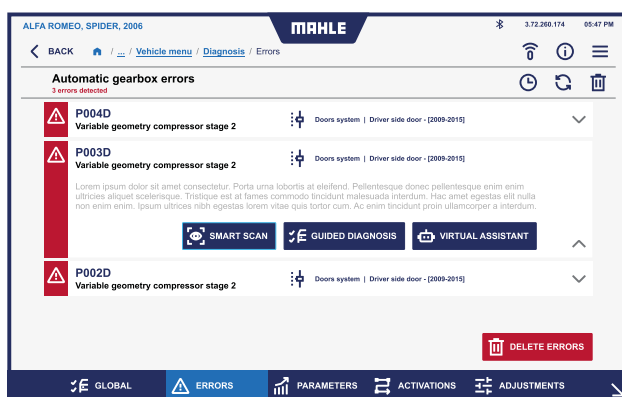 ALFA ROMEO, SPIDER, 2006
MAHLE
3.72.260.174 05:47 PM
BACK / ... / Vehicle menu / Diagnosis / Errors
Automatic gearbox errors
3 errors detected
P004D
Variable geometry compressor stage 2
Doors system | Driver side door - [2009-2015]
P003D
Variable geometry compressor stage 2
Doors system | Driver side door - [2009-2015]
Lorem ipsum dolor sit amet consectetur. Porta urna lobortis at eleifend. Pellentesque donec pellentesque enim enim
ultricies aliquet scelerisque. Tristique est at fames commodo tincidunt malesuada interdum. Hac amet egestas elit nulla
non enim enim. Ipsum ultrices nibh egestas lorem vitae quis tortor cum. Ac enim tincidunt proin ullamcorper a interdum.
SMART SCAN GUIDED DIAGNOSIS VIRTUAL ASSISTANT
P002D
Variable geometry compressor stage 2
Doors system | Driver side door - [2009-2015]
DELETE ERRORS
GLOBAL ERRORS PARAMETERS ACTIVATIONS ADJUSTMENTS